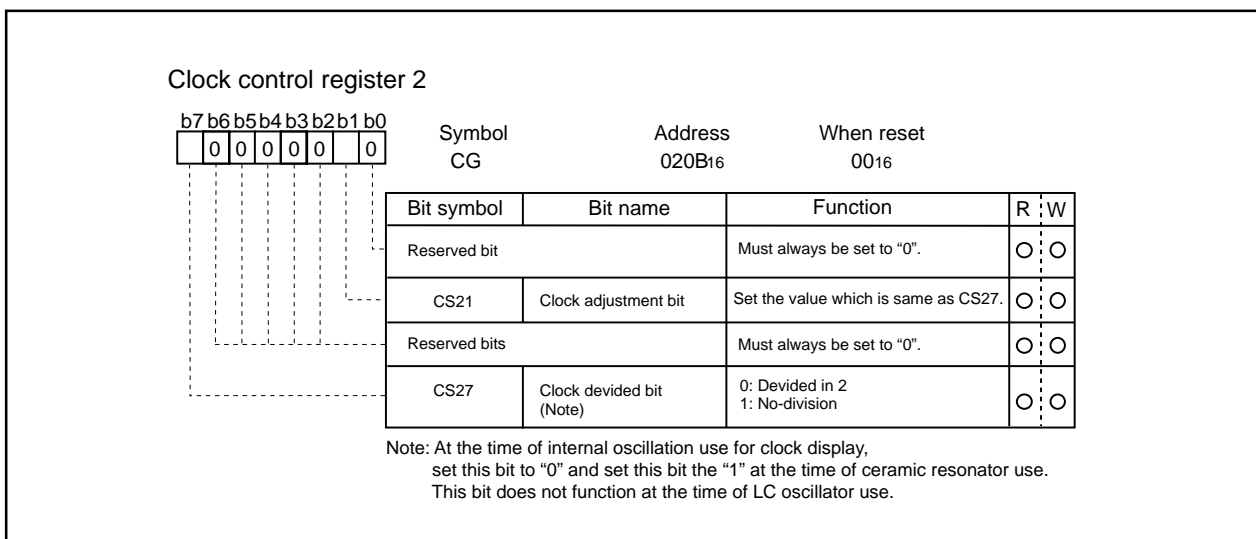 Clock control register 2
b7 b6 b5 b4 b3 b2 b1 b0
0 0 0 0 0 0
Symbol Address When reset
CG 020B16 0016
Bit symbol Bit name Function R W
Reserved bit Must always be set to “0”.
CS21 Clock adjustment bit Set the value which is same as CS27.
Reserved bits Must always be set to “0”.
CS27 Clock devided bit (Note) 0: Devided in 2
1: No-division
Note: At the time of internal oscillation use for clock display,
set this bit to “0” and set this bit the “1” at the time of ceramic resonator use.
This bit does not function at the time of LC oscillator use.